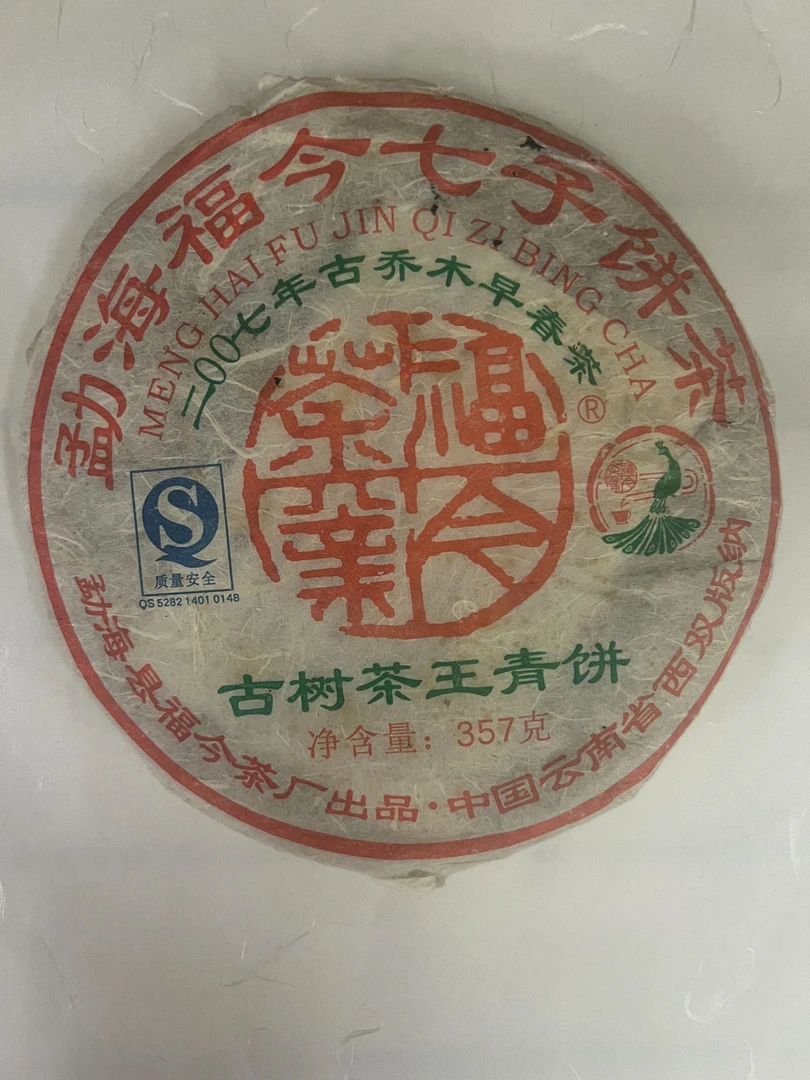 勐海福今七子饼茶
MENG HAI FU JIN QI ZI BING CHA
二〇〇七年古乔木早春茶
福今茶業
®
质量安全
QS 5282 1401 0148
古树茶王青饼
净含量：357克
勐海县福今茶厂出品·中国云南省西双版纳